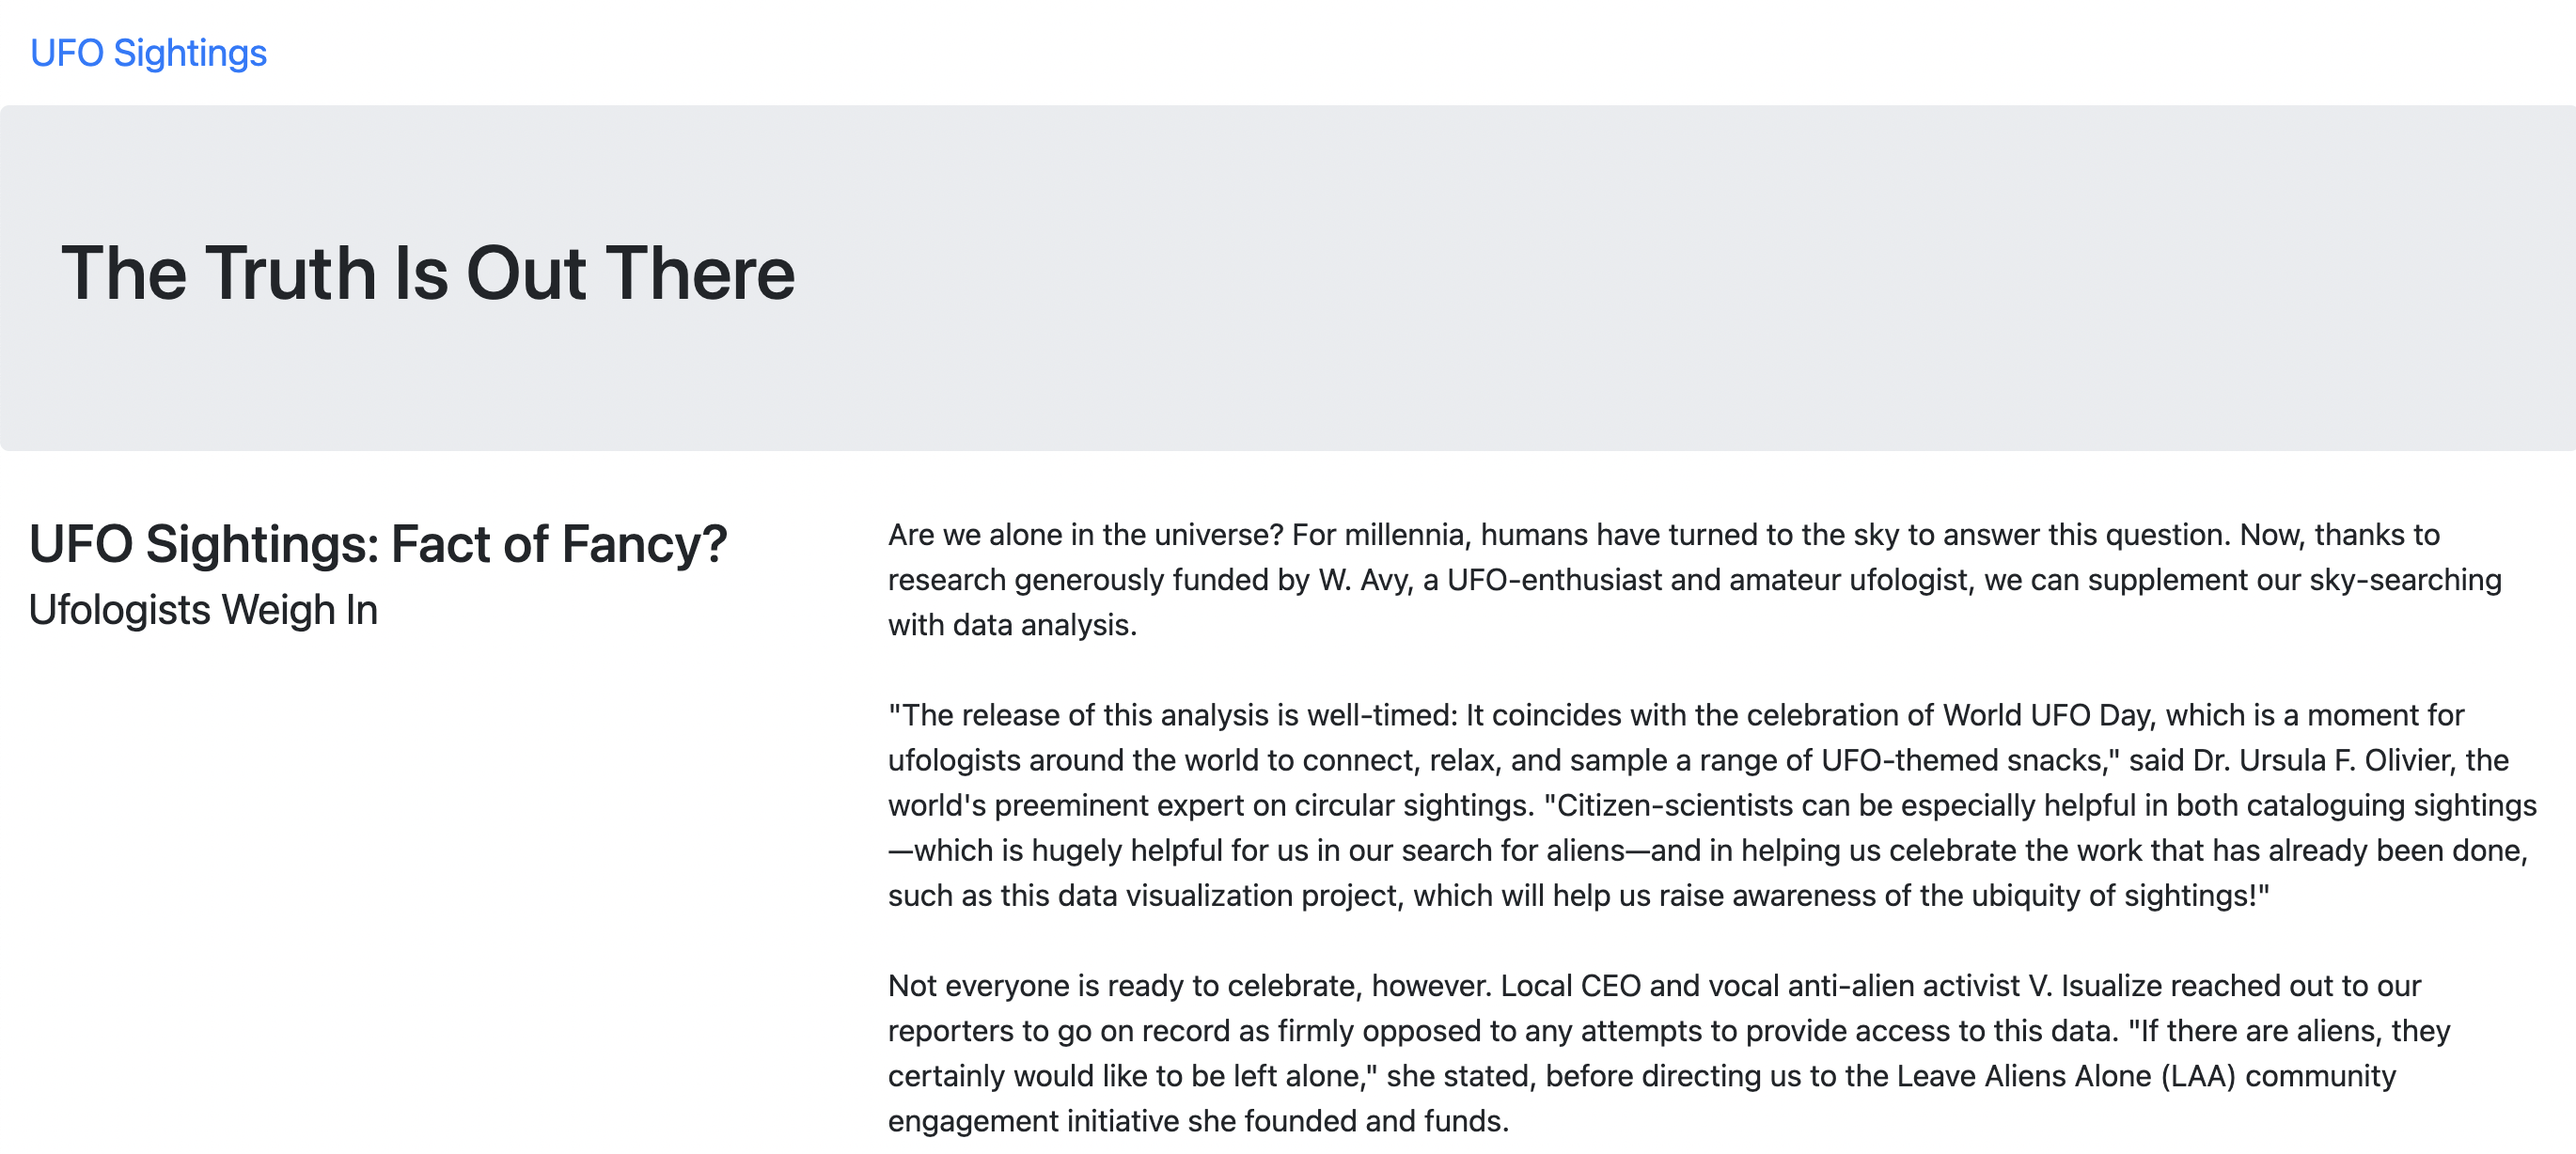 UFO Sightings
The Truth Is Out There
UFO Sightings: Fact of Fancy?
Ufologists Weigh In
Are we alone in the universe? For millennia, humans have turned to the sky to answer this question. Now, thanks to
research generously funded by W. Avy, a UFO-enthusiast and amateur ufologist, we can supplement our sky-searching
with data analysis.
"The release of this analysis is well-timed: It coincides with the celebration of World UFO Day, which is a moment for
ufologists around the world to connect, relax, and sample a range of UFO-themed snacks," said Dr. Ursula F. Olivier, the
world's preeminent expert on circular sightings. "Citizen-scientists can be especially helpful in both cataloguing sightings
—which is hugely helpful for us in our search for aliens—and in helping us celebrate the work that has already been done,
such as this data visualization project, which will help us raise awareness of the ubiquity of sightings!"
Not everyone is ready to celebrate, however. Local CEO and vocal anti-alien activist V. Isualize reached out to our
reporters to go on record as firmly opposed to any attempts to provide access to this data. "If there are aliens, they
certainly would like to be left alone," she stated, before directing us to the Leave Aliens Alone (LAA) community
engagement initiative she founded and funds.